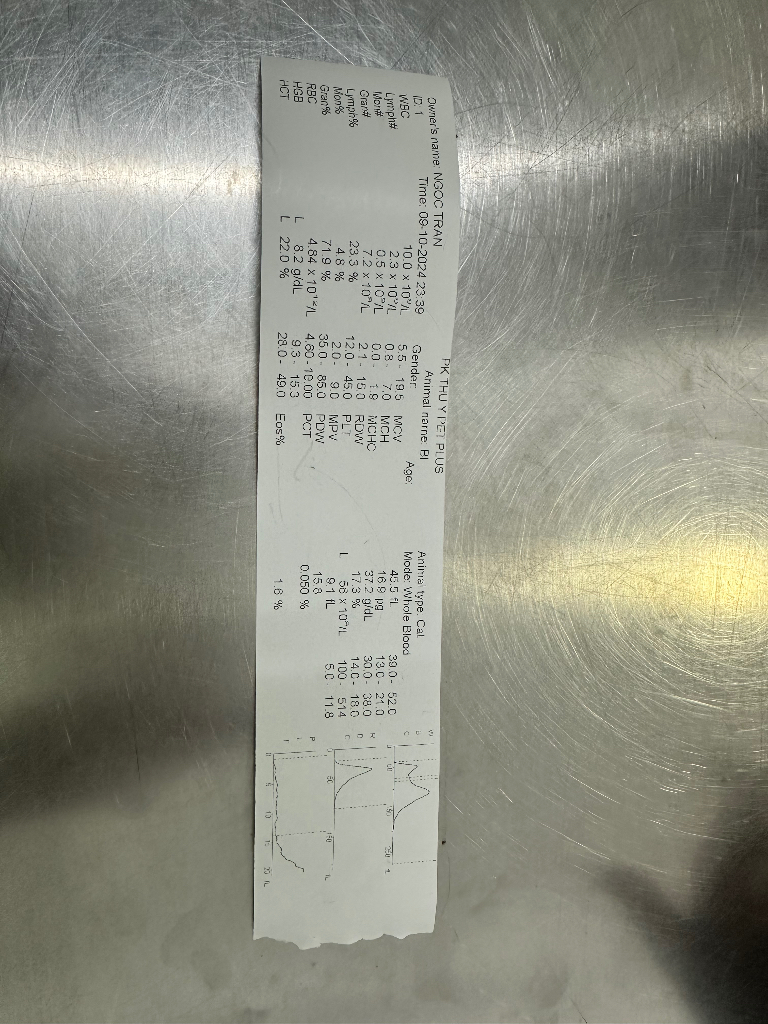 PK THU Y PET PLUS
Owner's name: NGOC TRAN Animal name: BI Animal type: Cat
ID: 1 Time: 09-10-2024 23:39 Gender: Age: Mode: Whole Blood
WBC 10.0 x 10⁹/L 5.5 - 19.5 MCV 45.5 fL 39.0 - 52.0
Lymph# 2.3 x 10⁹/L 0.8 - 7.0 MCH 16.9 pg 13.0 - 21.0
Mon# 0.5 x 10⁹/L 0.0 - 1.9 MCHC 37.2 g/dL 30.0 - 38.0
Gran# 7.2 x 10⁹/L 2.1 - 15.0 RDW 17.3 % 14.0 - 18.0
Lymph% 23.3 % 12.0 - 45.0 PLT L 56 x 10⁹/L 100 - 514
Mon% 4.8 % 2.0 - 9.0 MPV 9.1 fL 5.0 - 11.8
Gran% 71.9 % 35.0 - 85.0 PDW 15.8
RBC 4.84 x 10¹²/L 4.60 - 10.00 PCT 0.050 %
HGB L 8.2 g/dL 9.3 - 15.3
HCT L 22.0 % 28.0 - 49.0 Eos% 1.6 %